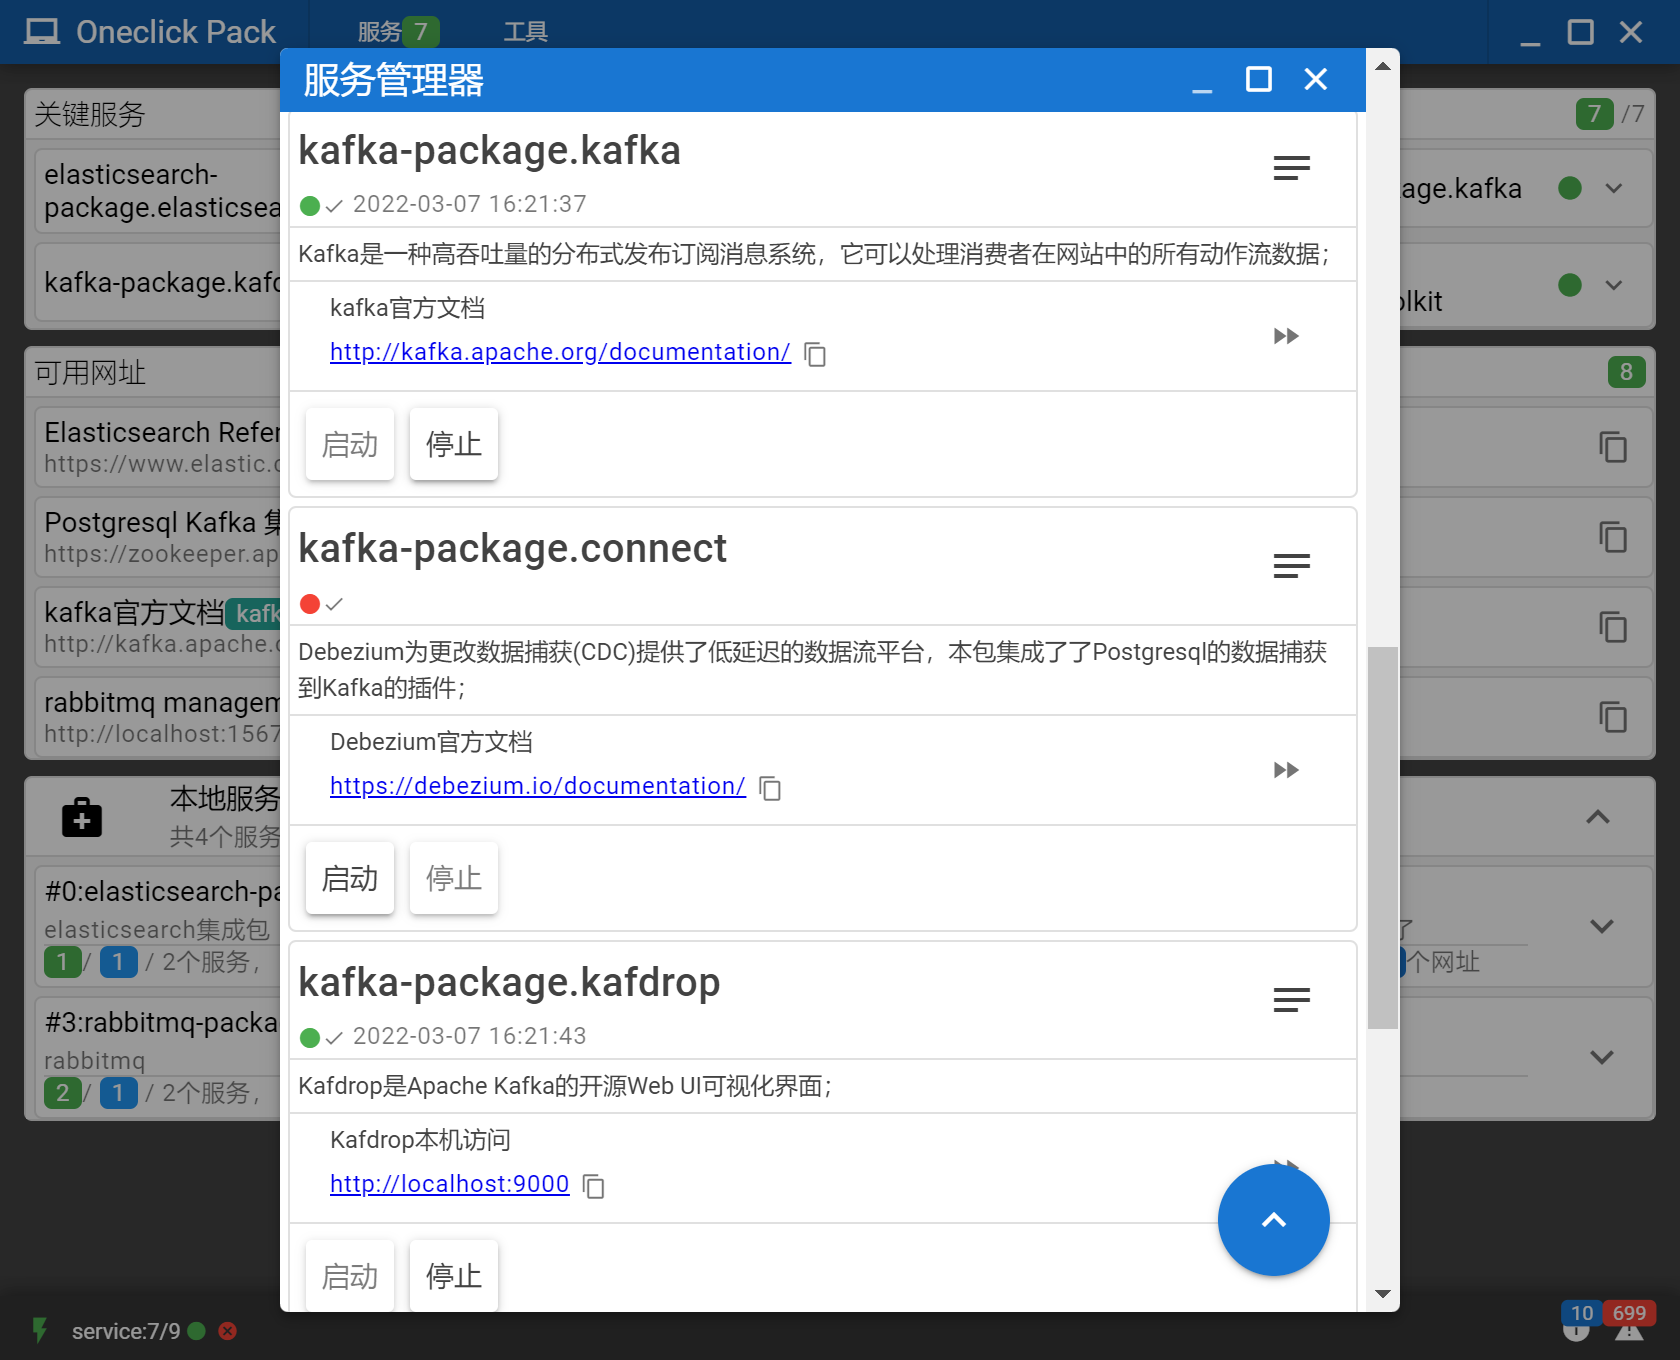 Oneclick Pack
服务 7
工具
服务管理器
关键服务
7 /7
elasticsearch-
package.elasticsea
kafka-package.kafd
age.kafka
olkit
kafka-package.kafka
2022-03-07 16:21:37
Kafka是一种高吞吐量的分布式发布订阅消息系统，它可以处理消费者在网站中的所有动作流数据；
kafka官方文档
http://kafka.apache.org/documentation/
启动 停止
可用网址
8
Elasticsearch Refer
https://www.elastic.c
Postgresql Kafka 集
https://zookeeper.ap
kafka官方文档 kafk
http://kafka.apache.c
rabbitmq managem
http://localhost:1567
kafka-package.connect
Debezium为更改数据捕获(CDC)提供了低延迟的数据流平台，本包集成了了Postgresql的数据捕获
到Kafka的插件；
Debezium官方文档
https://debezium.io/documentation/
启动 停止
本地服务
共4个服务
#0:elasticsearch-pa
elasticsearch集成包
1 / 1 / 2个服务，
了
个网址
#3:rabbitmq-packa
rabbitmq
2 / 1 / 2个服务，
kafka-package.kafdrop
2022-03-07 16:21:43
Kafdrop是Apache Kafka的开源Web UI可视化界面；
Kafdrop本机访问
http://localhost:9000
启动 停止
service:7/9
10
699